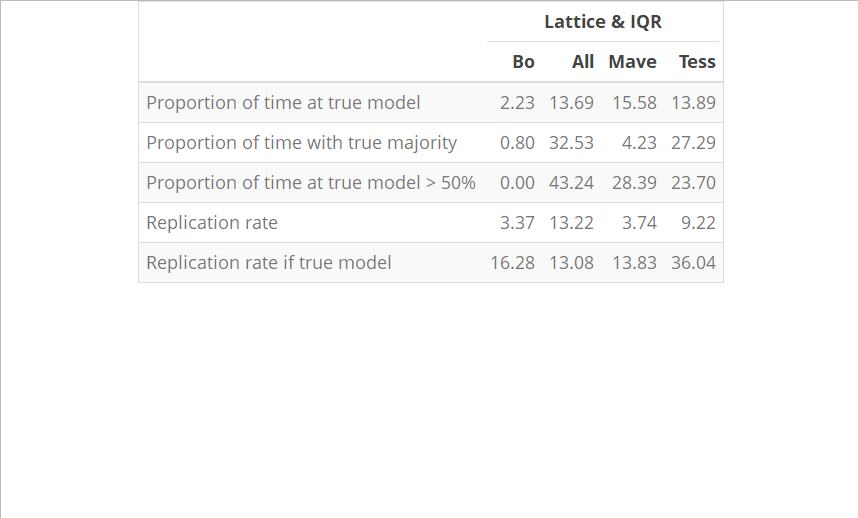 Lattice & IQR
Bo All Mave Tess
Proportion of time at true model 2.23 13.69 15.58 13.89
Proportion of time with true majority 0.80 32.53 4.23 27.29
Proportion of time at true model > 50% 0.00 43.24 28.39 23.70
Replication rate 3.37 13.22 3.74 9.22
Replication rate if true model 16.28 13.08 13.83 36.04